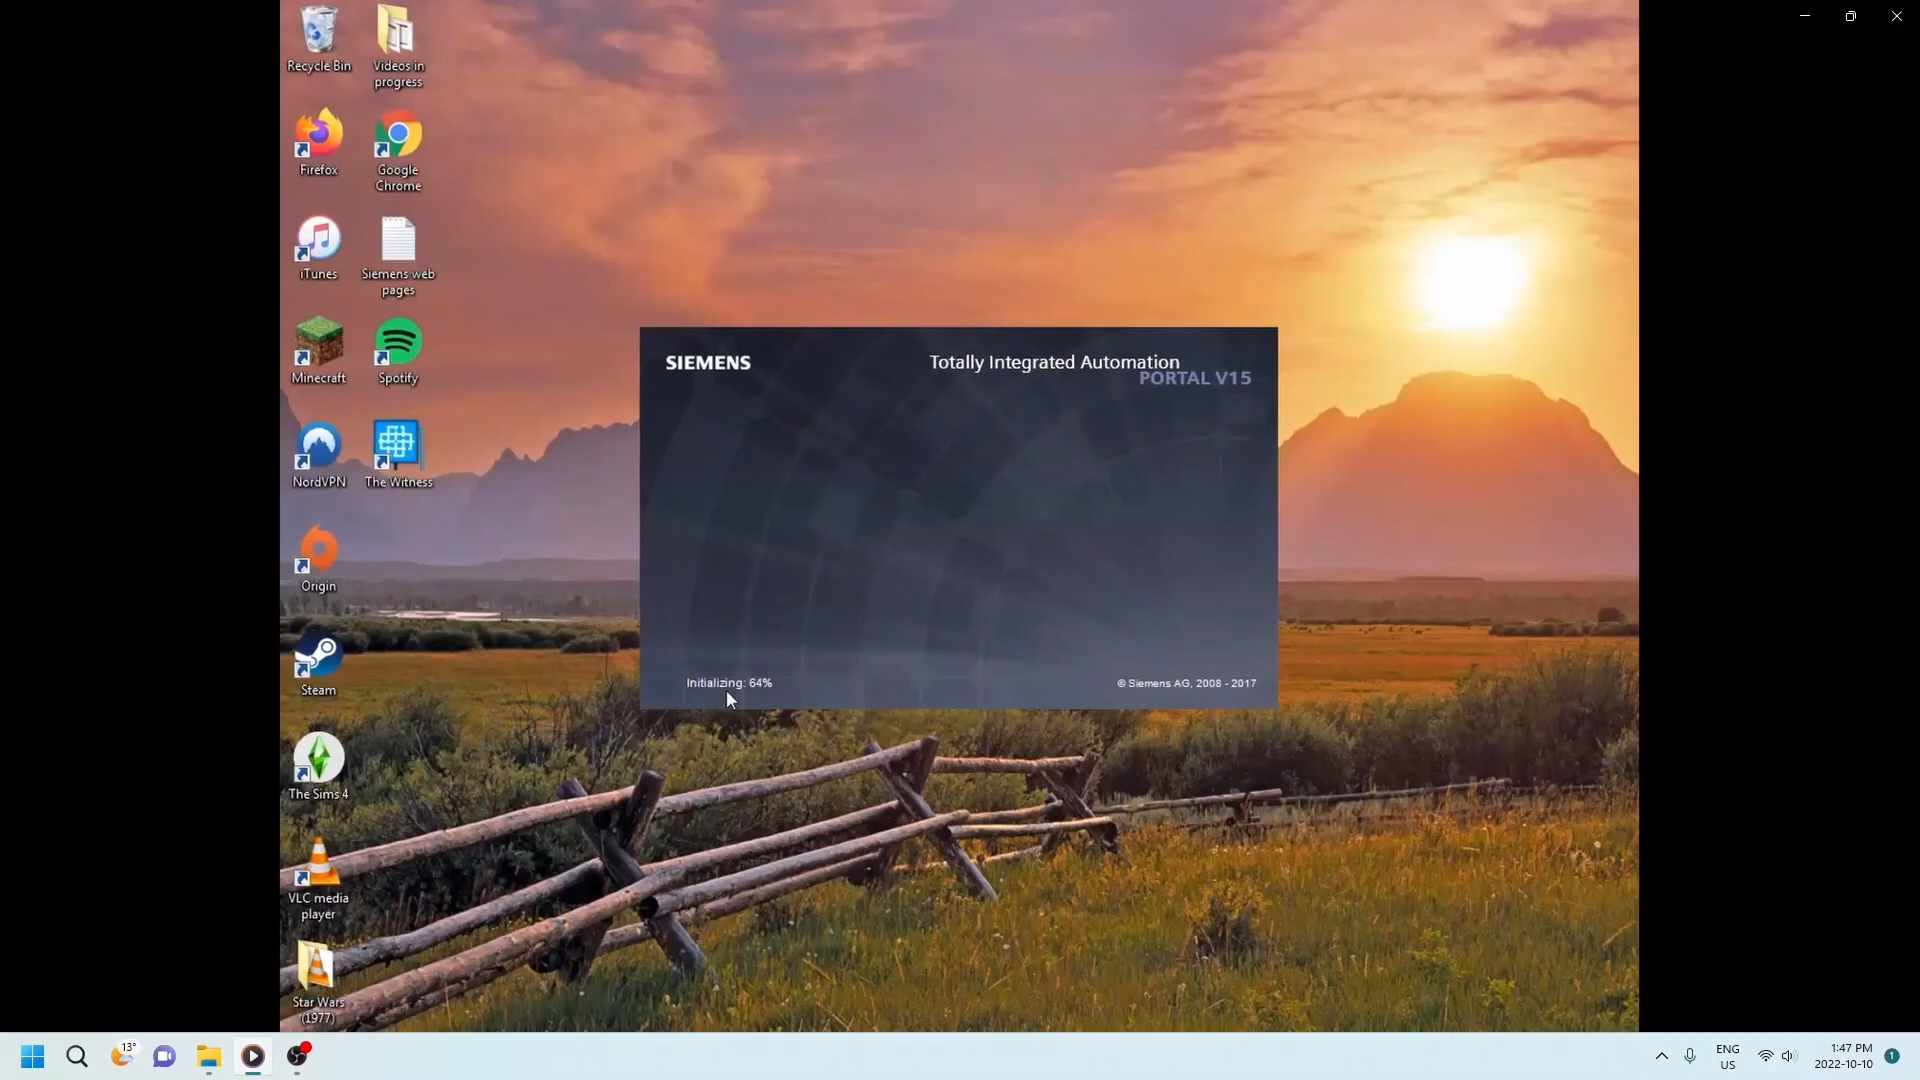 Recycle Bin
Videos in
progress
Firefox
Google
Chrome
iTunes
Siemens web
pages
Minecraft
Spotify
NordVPN
The Witness
Origin
Steam
The Sims 4
VLC media
player
Star Wars
(1977)
SIEMENS
Totally Integrated Automation
PORTAL V15
Initializing: 64%
© Siemens AG, 2008 - 2017
13°
ENG
US
1:47 PM
2022-10-10
1